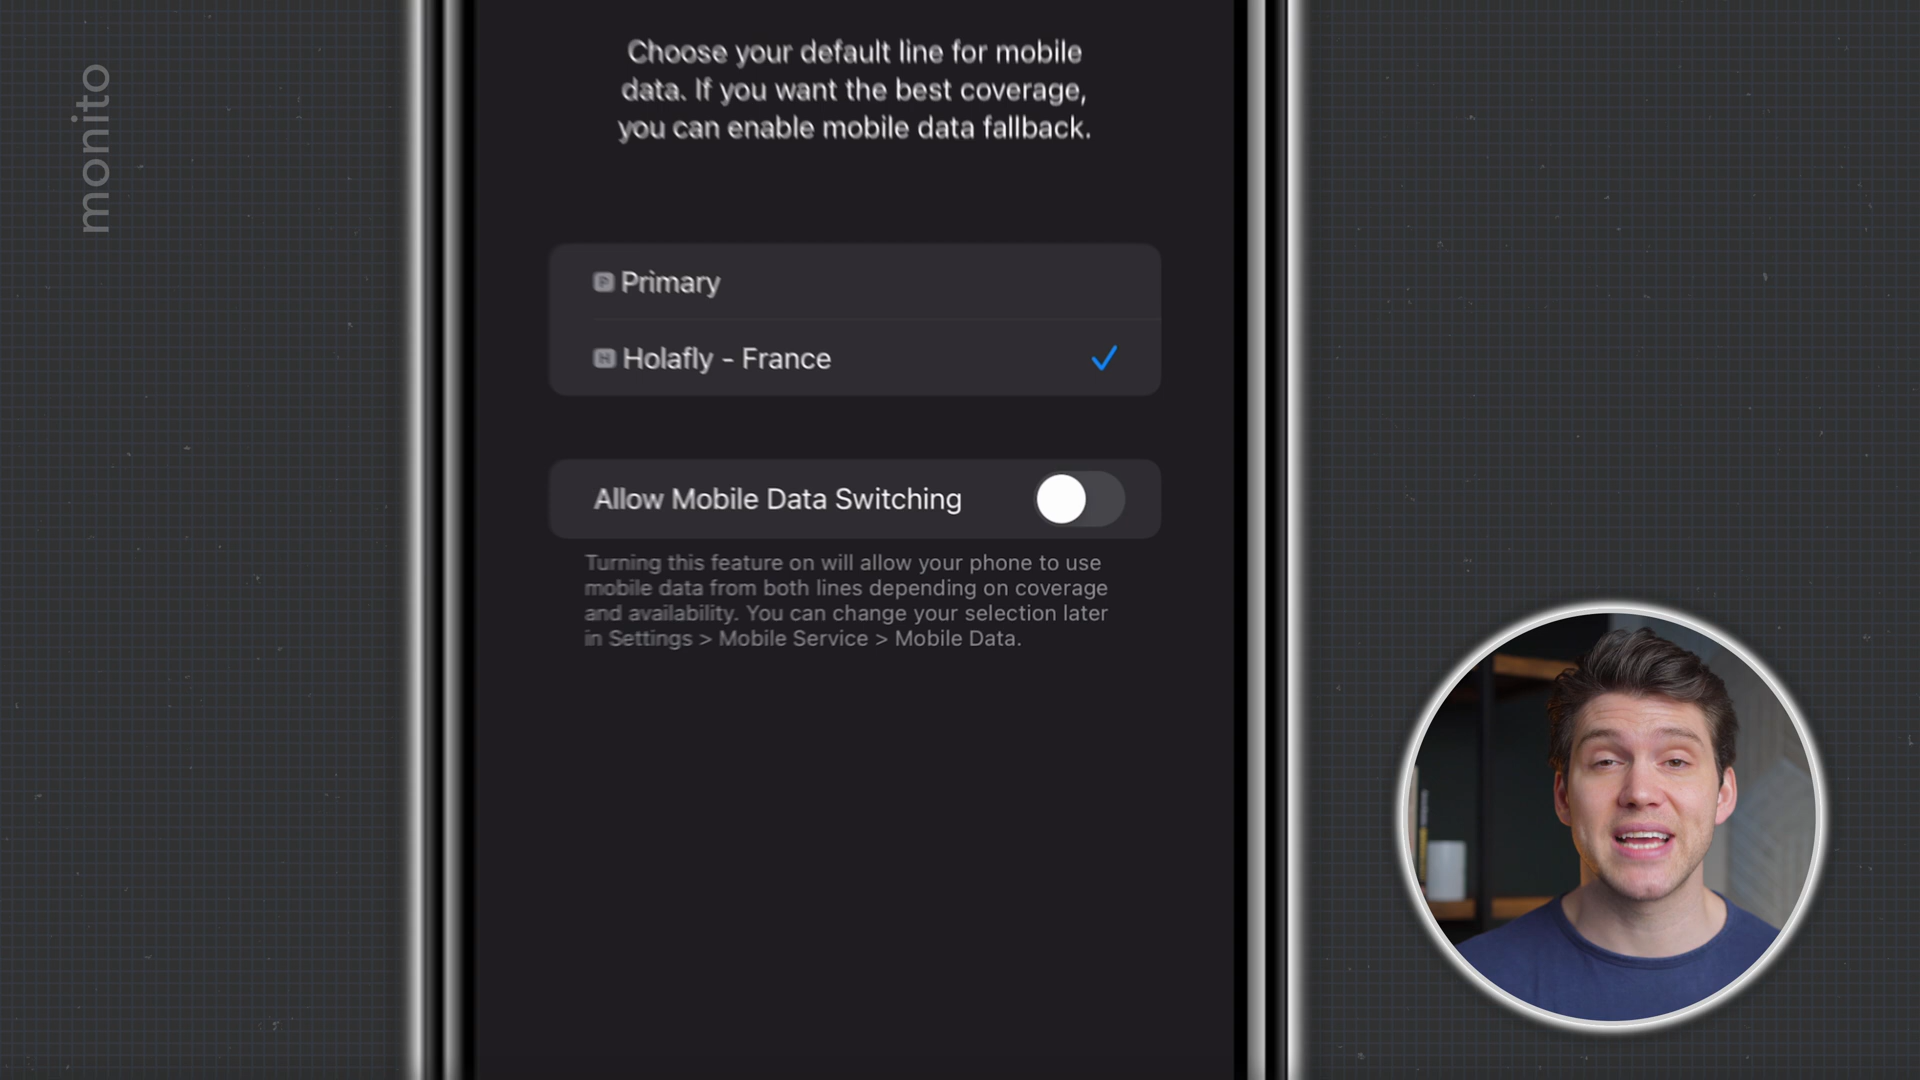 monito
Choose your default line for mobile
data. If you want the best coverage,
you can enable mobile data fallback.
P Primary
H Holafly - France
Allow Mobile Data Switching
Turning this feature on will allow your phone to use
mobile data from both lines depending on coverage
and availability. You can change your selection later
in Settings > Mobile Service > Mobile Data.